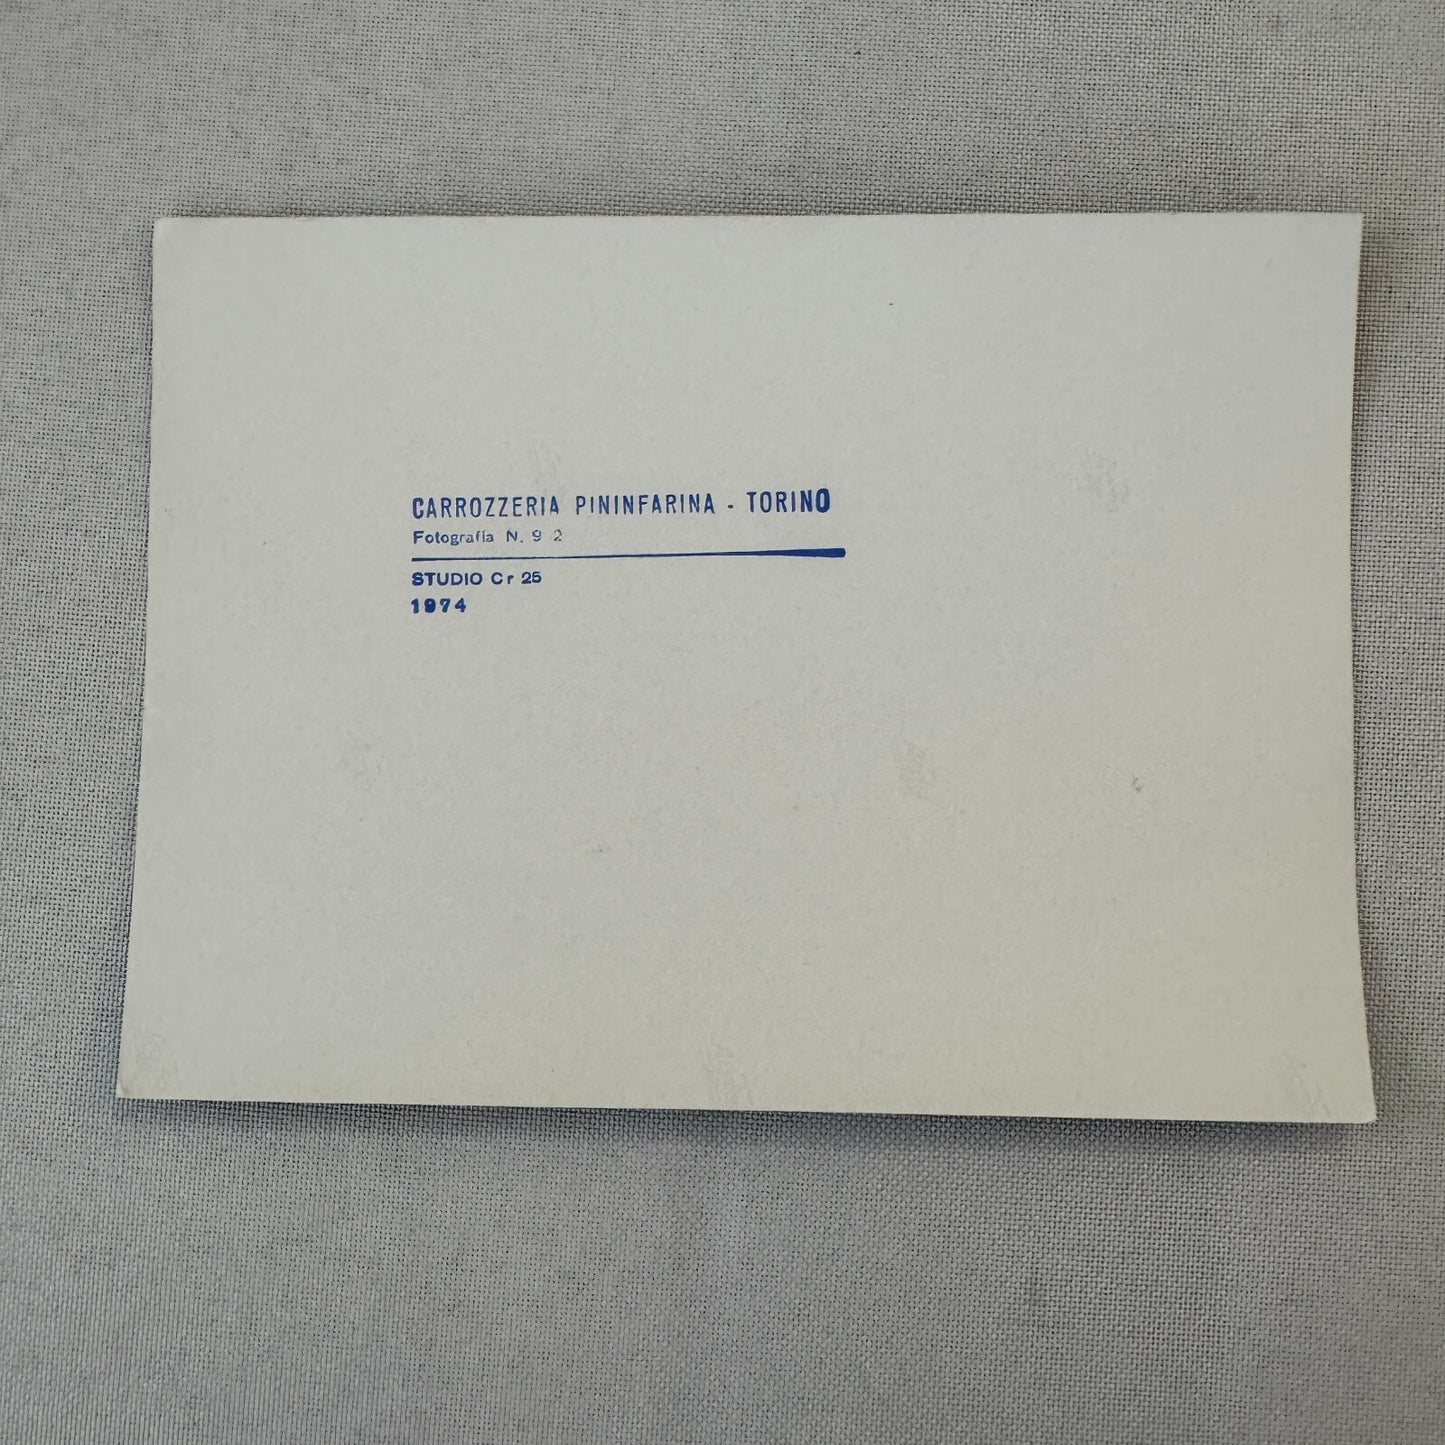 CARROZZERIA PININFARINA - TORINO
Fotografia N. 9 2
STUDIO Cr 25
1974